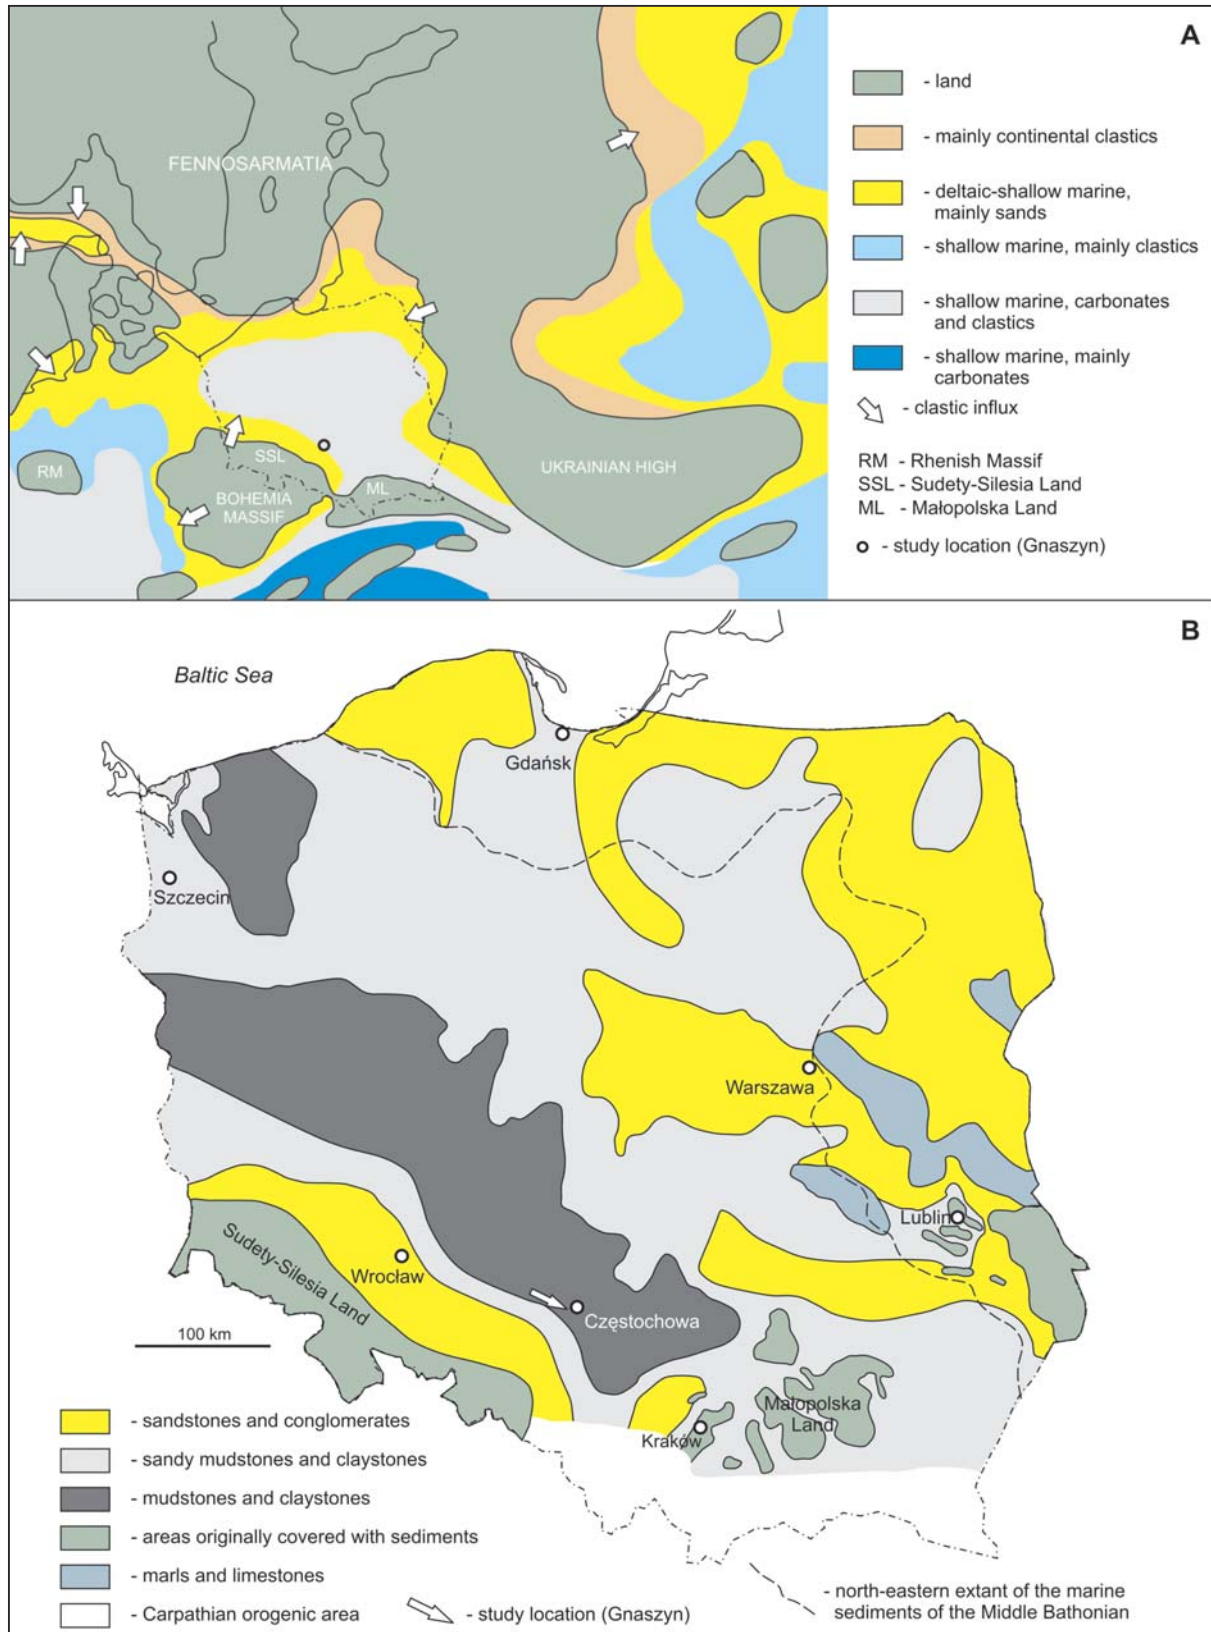 A
- land
- mainly continental clastics
- deltaic-shallow marine,
mainly sands
- shallow marine, mainly clastics
- shallow marine, carbonates
and clastics
- shallow marine, mainly
carbonates
- clastic influx
RM - Rhenish Massif
SSL - Sudety-Silesia Land
ML - Małopolska Land
- study location (Gnaszyn)
FENNOSARMATIA
SSL
RM
BOHEMIA
MASSIF
ML
UKRAINIAN HIGH
B
Baltic Sea
Gdańsk
Szczecin
Warszawa
Lublin
Sudety-Silesia Land
Wrocław
Częstochowa
100 km
Małopolska
Land
Kraków
- sandstones and conglomerates
- sandy mudstones and claystones
- mudstones and claystones
- areas originally covered with sediments
- marls and limestones
- Carpathian orogenic area
- study location (Gnaszyn)
- north-eastern extant of the marine
sediments of the Middle Bathonian